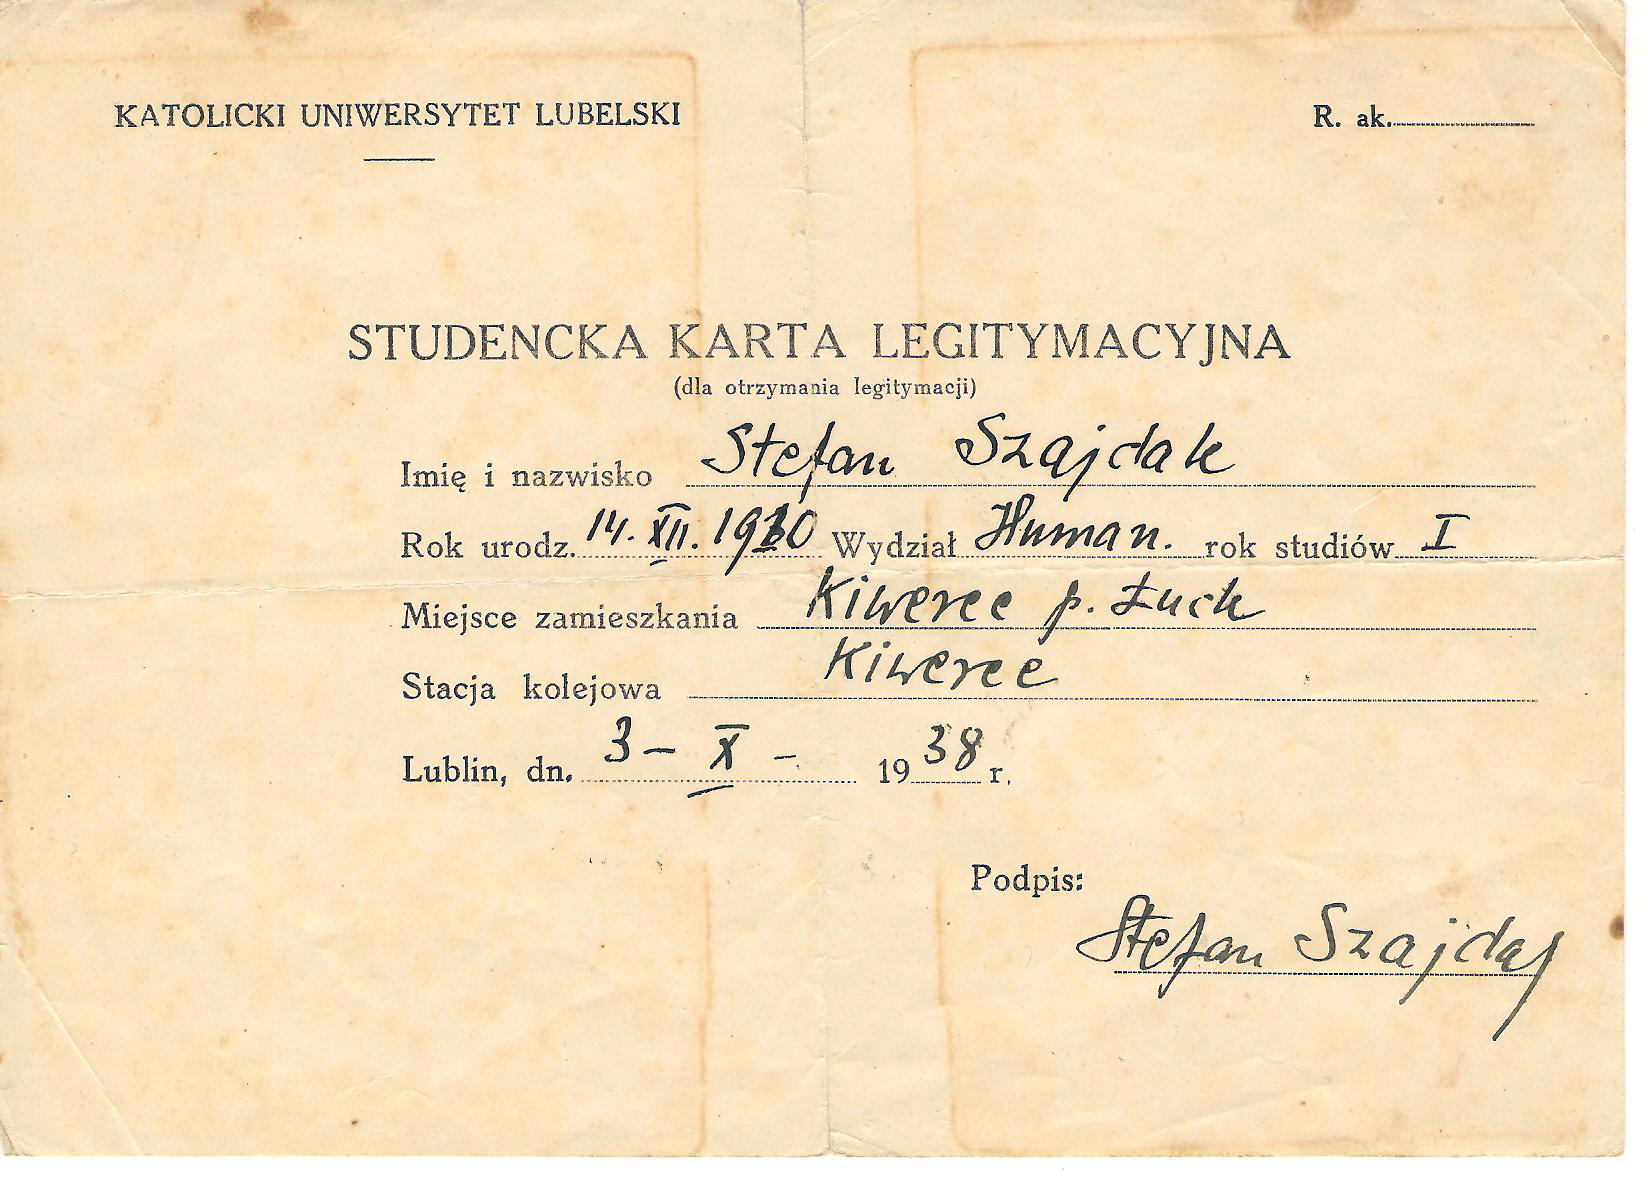 KATOLICKI UNIWERSYTET LUBELSKI
R. ak.
STUDENCKA KARTA LEGITYMACYJNA
(dla otrzymania legitymacji)
Imię i nazwisko Stefan Szajdak
Rok urodz. 14. XII. Wydział Human. rok studiów I
Miejsce zamieszkania Kiwerce p. Łuck
Stacja kolejowa Kiwerce
Lublin, dn. 3 - X - 1938 r.
Podpis:
Stefan Szajdak